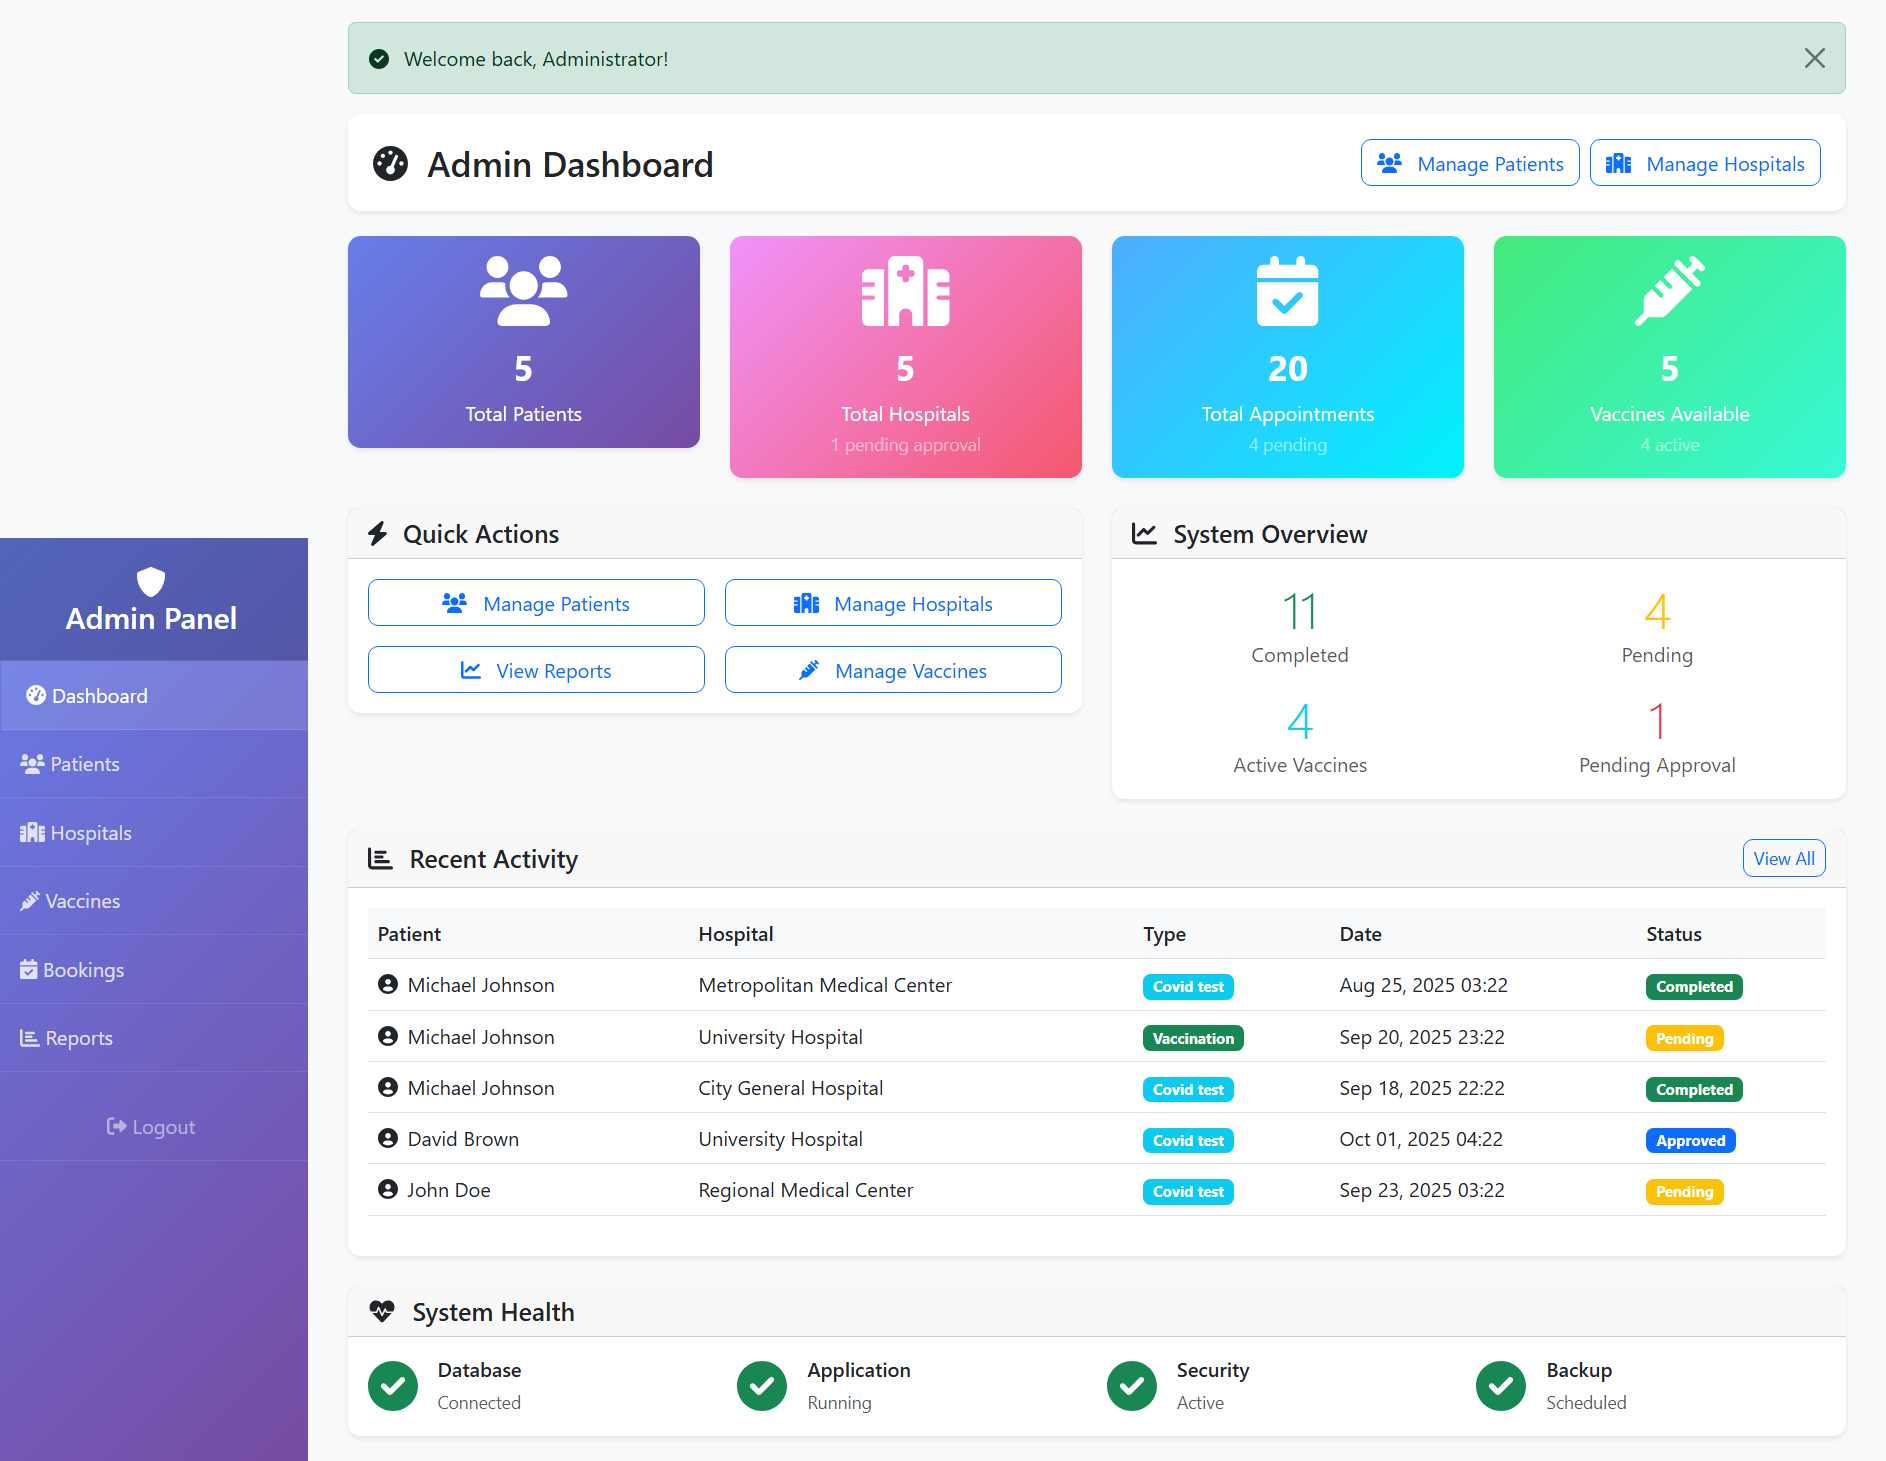 Welcome back, Administrator!
Admin Dashboard
Manage Patients
Manage Hospitals
5
Total Patients
5
Total Hospitals
1 pending approval
20
Total Appointments
4 pending
5
Vaccines Available
4 active
Admin Panel
Dashboard
Patients
Hospitals
Vaccines
Bookings
Reports
Logout
Quick Actions
Manage Patients
Manage Hospitals
View Reports
Manage Vaccines
System Overview
11
Completed
4
Pending
4
Active Vaccines
1
Pending Approval
Recent Activity
View All
Patient Hospital Type Date Status
Michael Johnson Metropolitan Medical Center Covid test Aug 25, 2025 03:22 Completed
Michael Johnson University Hospital Vaccination Sep 20, 2025 23:22 Pending
Michael Johnson City General Hospital Covid test Sep 18, 2025 22:22 Completed
David Brown University Hospital Covid test Oct 01, 2025 04:22 Approved
John Doe Regional Medical Center Covid test Sep 23, 2025 03:22 Pending
System Health
Database
Connected
Application
Running
Security
Active
Backup
Scheduled